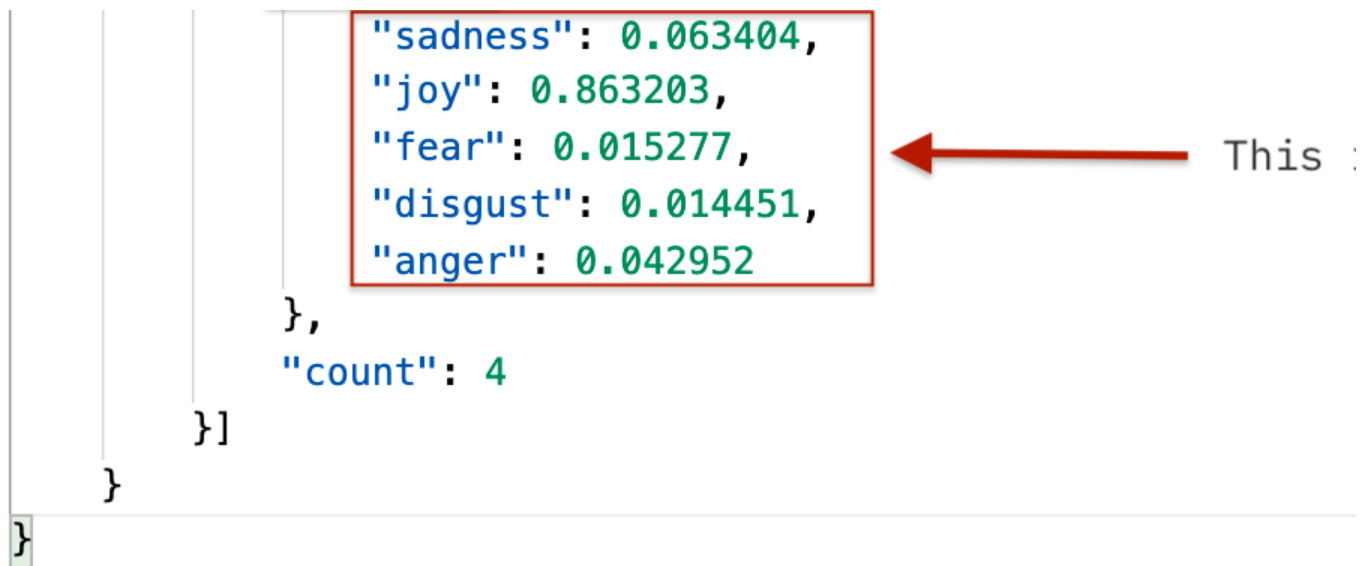 "sadness": 0.063404,
"joy": 0.863203,
"fear": 0.015277, This
"disgust": 0.014451,
"anger": 0.042952
},
"count": 4
}]
}
}